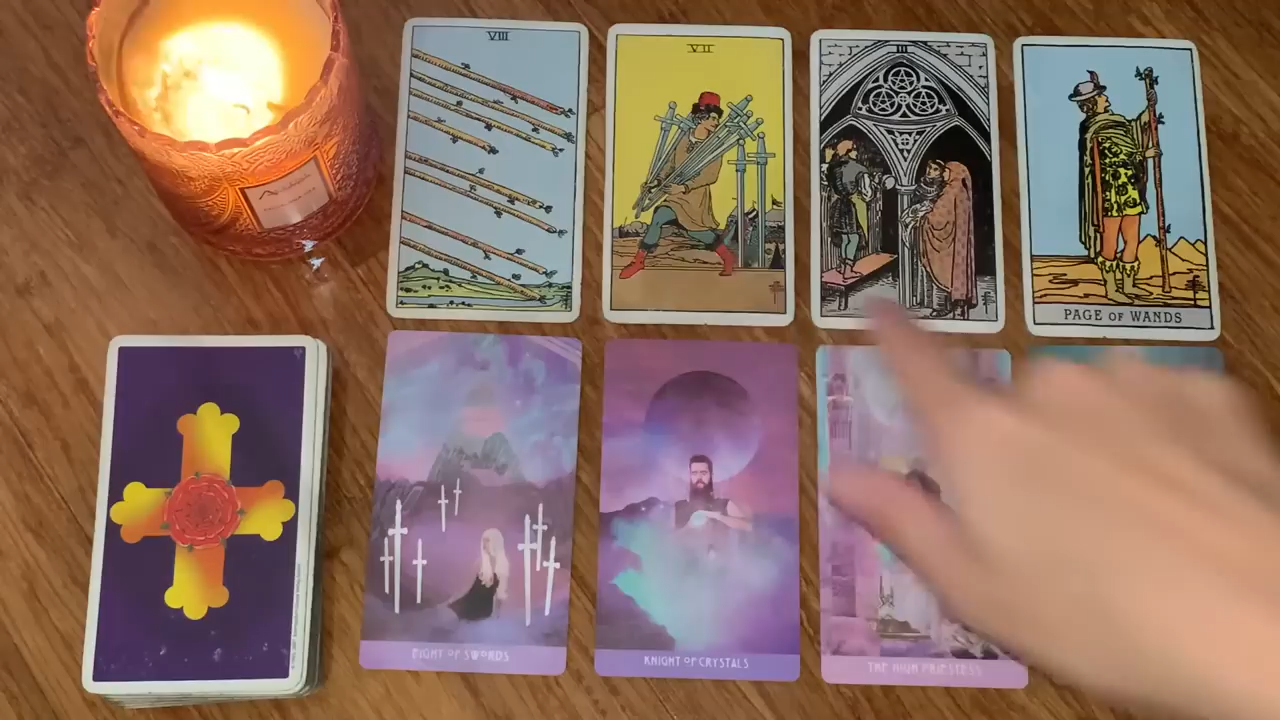 VIII
VII
III
PAGE OF WANDS
EIGHT OF SWORDS
KNIGHT OF CRYSTALS
THE HIGH PRIESTESS